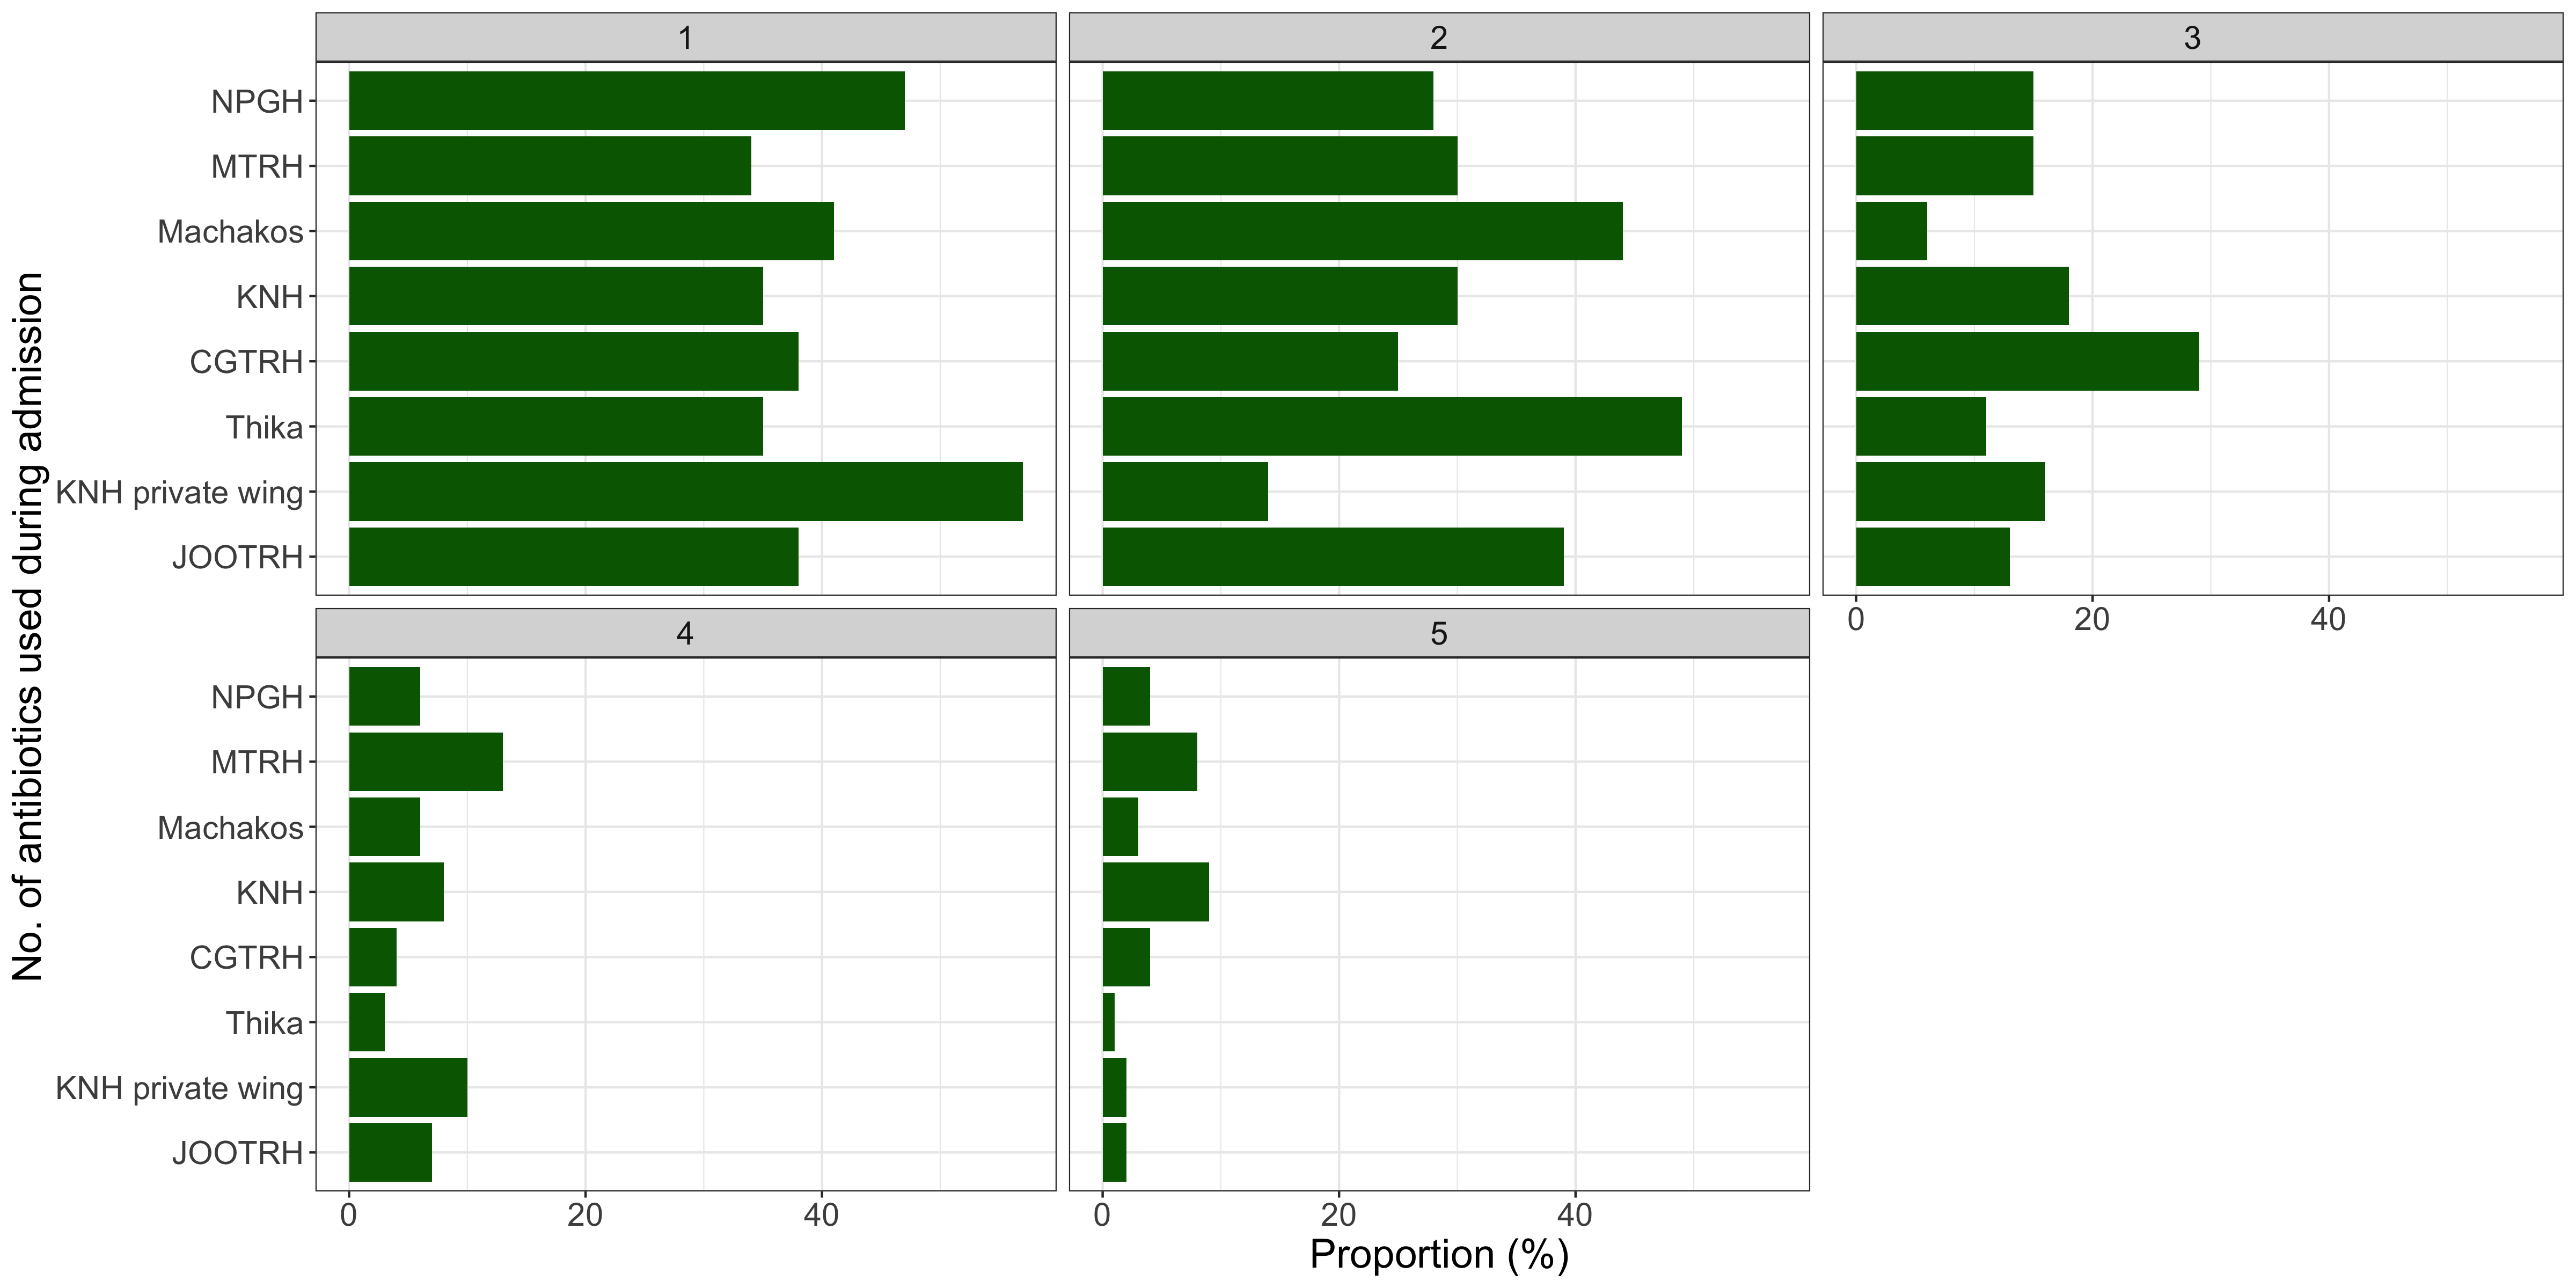 1
2
3
NPGH
MTRH
Machakos
KNH
CGTRH
Thika
KNH private wing
JOOTRH
0 20 40
4
5
NPGH
MTRH
Machakos
KNH
CGTRH
Thika
KNH private wing
JOOTRH
0 20 40
0 20 40
No. of antibiotics used during admission
Proportion (%)